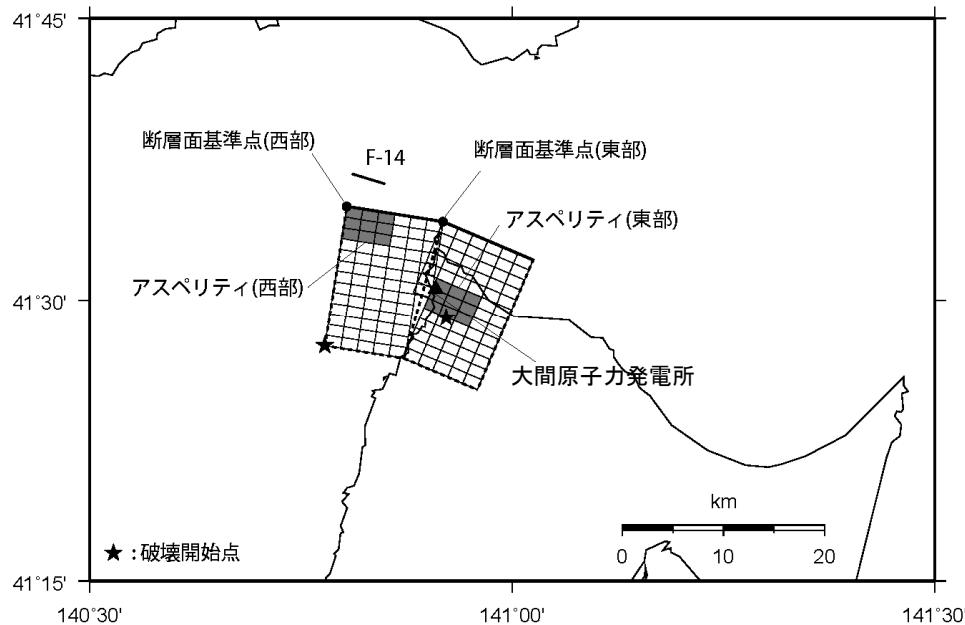 41˚45'
断層面基準点(西部)
F-14
断層面基準点(東部)
アスペリティ(東部)
アスペリティ(西部)
41˚30'
大間原子力発電所
km
★ : 破壊開始点
0 10 20
41˚15'
140˚30' 141˚00' 141˚30'